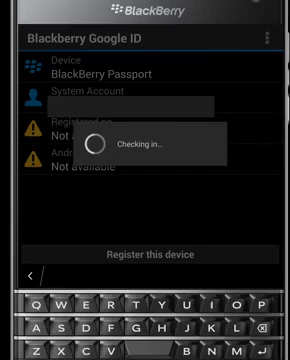 BlackBerry
Blackberry Google ID
Device
BlackBerry Passport
System Account
Registered on
Not a
Checking in...
Andr
Not available
Register this device
Q W E R T Y U I O P
A S D F G H J K L
Z X C V B N M